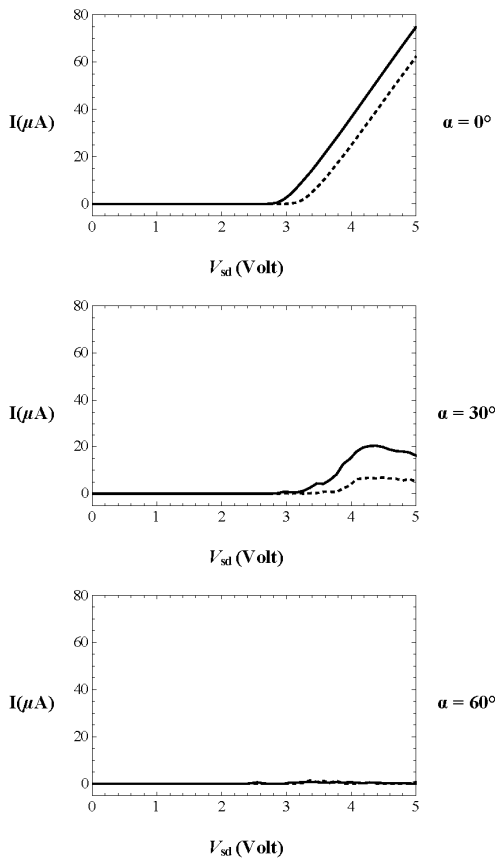 80
60
I(μA)
40
α = 0°
20
0
0 1 2 3 4 5
Vsd (Volt)
80
60
I(μA)
40
α = 30°
20
0
0 1 2 3 4 5
Vsd (Volt)
80
60
I(μA)
40
α = 60°
20
0
0 1 2 3 4 5
Vsd (Volt)